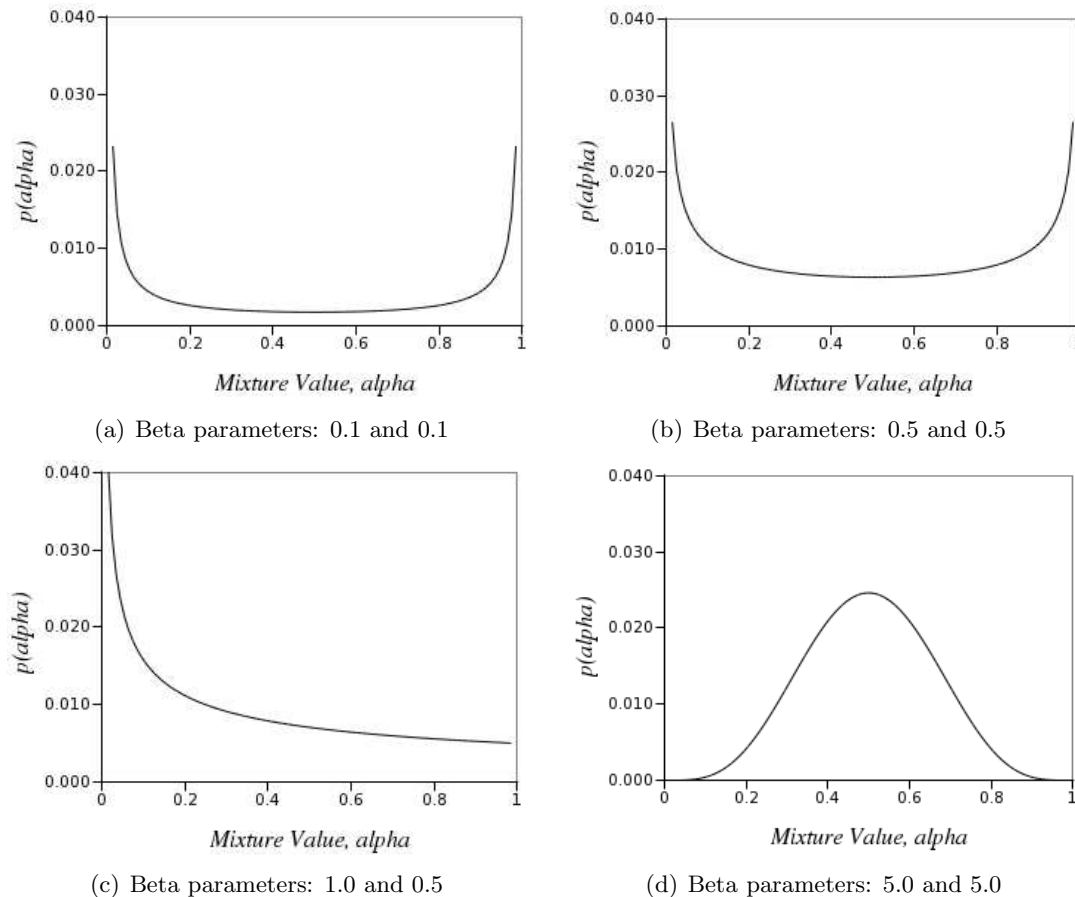 0.040
0.030
0.020
0.010
0.000
p(alpha)
0 0.2 0.4 0.6 0.8 1
Mixture Value, alpha
(a) Beta parameters: 0.1 and 0.1
0.040
0.030
0.020
0.010
0.000
p(alpha)
0 0.2 0.4 0.6 0.8
Mixture Value, alpha
(b) Beta parameters: 0.5 and 0.5
0.040
0.030
0.020
0.010
0.000
p(alpha)
0 0.2 0.4 0.6 0.8 1
Mixture Value, alpha
(c) Beta parameters: 1.0 and 0.5
0.040
0.030
0.020
0.010
0.000
p(alpha)
0 0.2 0.4 0.6 0.8 1
Mixture Value, alpha
(d) Beta parameters: 5.0 and 5.0